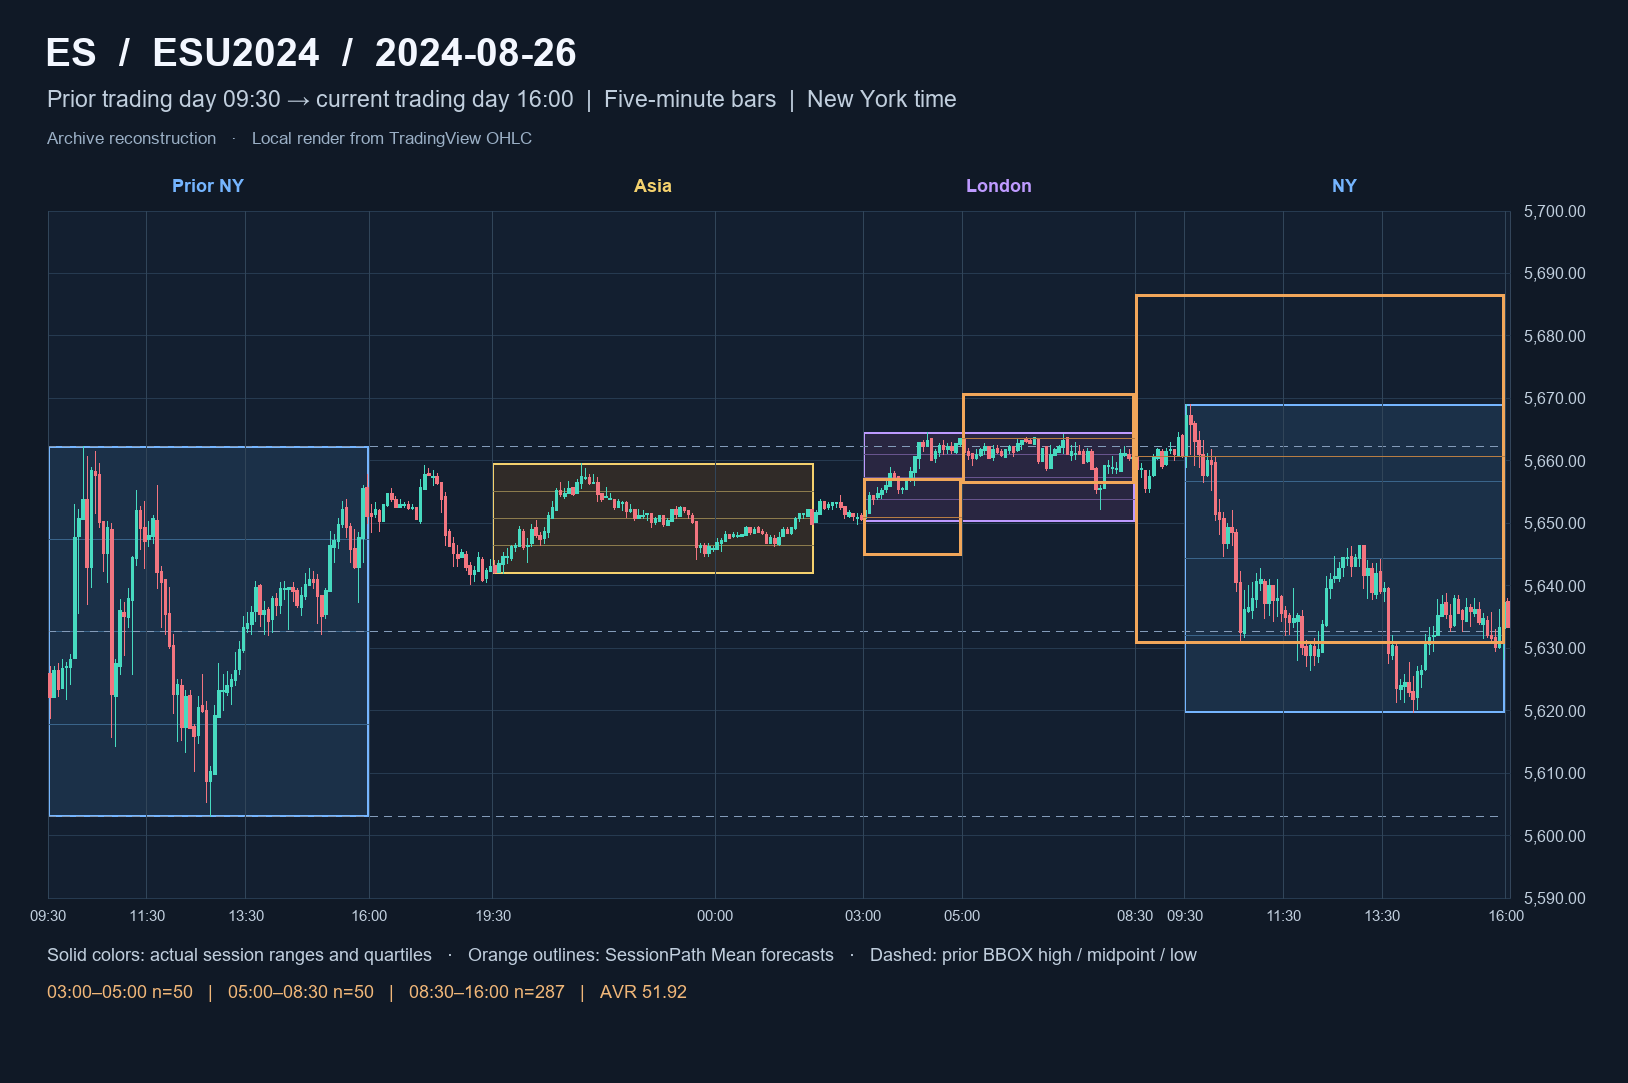 ES / ESU2024 / 2024-08-26
Prior trading day 09:30 → current trading day 16:00 | Five-minute bars | New York time
Archive reconstruction · Local render from TradingView OHLC
Prior NY Asia London NY
5,700.00
5,690.00
5,680.00
5,670.00
5,660.00
5,650.00
5,640.00
5,630.00
5,620.00
5,610.00
5,600.00
5,590.00
09:30 11:30 13:30 16:00 19:30 00:00 03:00 05:00 08:30 09:30 11:30 13:30 16:00
Solid colors: actual session ranges and quartiles · Orange outlines: SessionPath Mean forecasts · Dashed: prior BBOX high / midpoint / low
03:00–05:00 n=50 | 05:00–08:30 n=50 | 08:30–16:00 n=287 | AVR 51.92